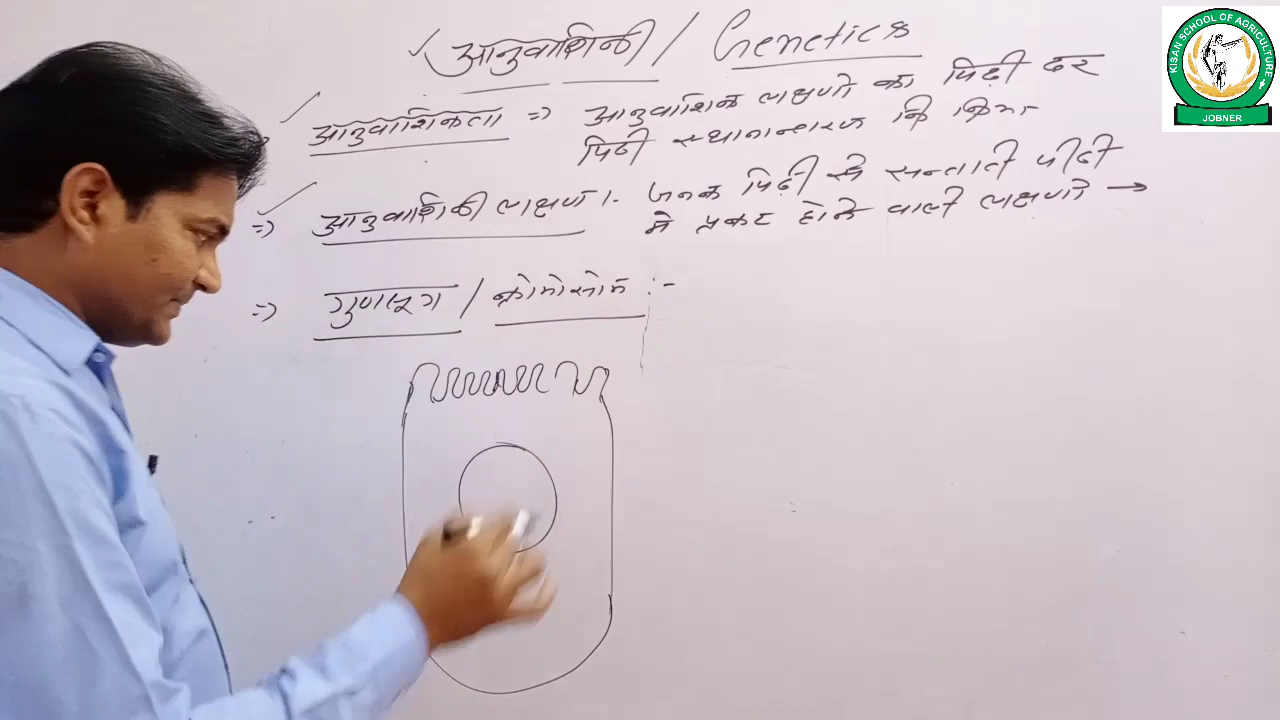 आनुवांशिकी / Genetics
आनुवांशिकता => आनुवांशिक लक्षणो का पिढी दर
पिढी स्थानान्तरण कि क्रिया
=> आनुवांशिकी लक्षण :- जनक पिढी से सन्तती पीढी
मे प्रकट होने वाली लक्षणो →
=> गुणसूत्र / क्रोमोसोम :-
KISAN SCHOOL OF AGRICULTURE
JOBNER